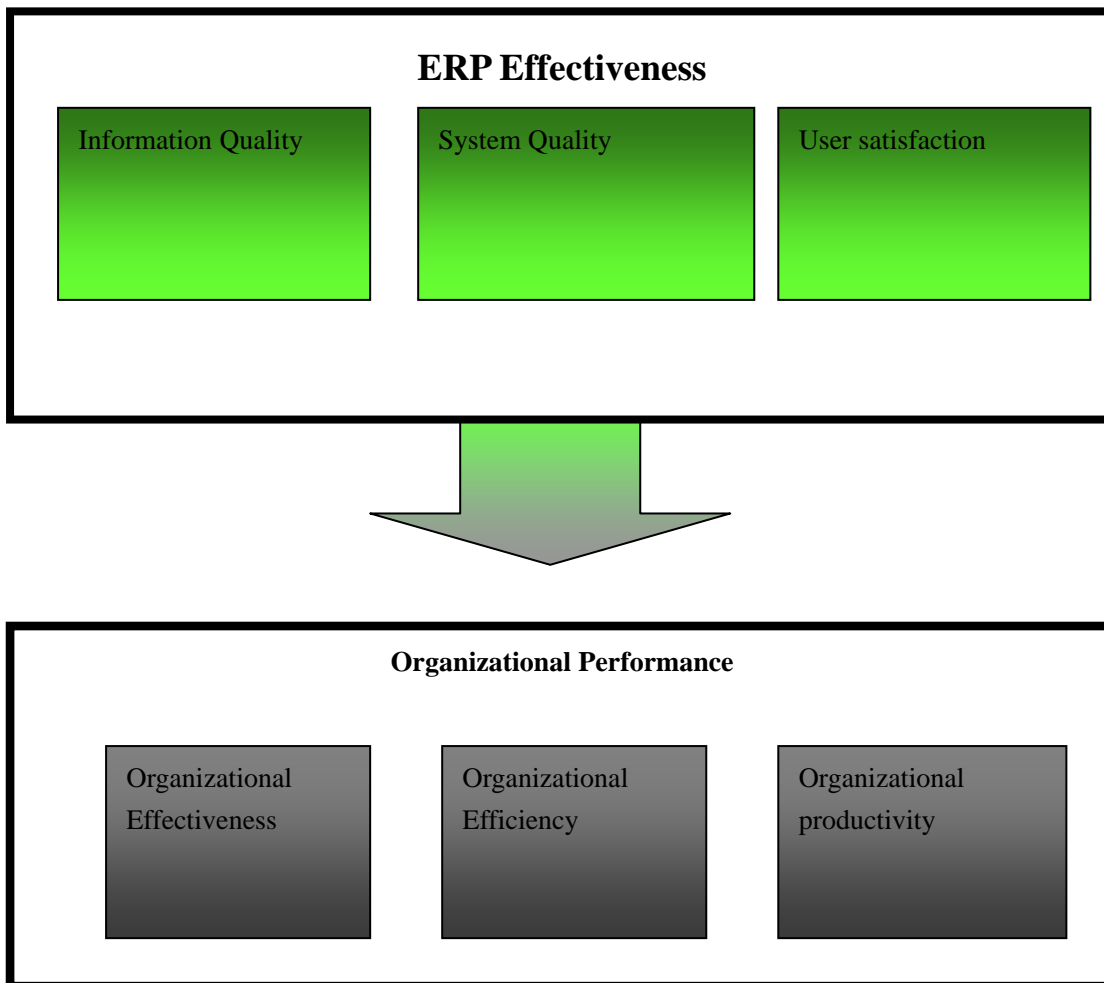 ERP Effectiveness
Information Quality
System Quality
User satisfaction
Organizational Performance
Organizational
Effectiveness
Organizational
Efficiency
Organizational
productivity